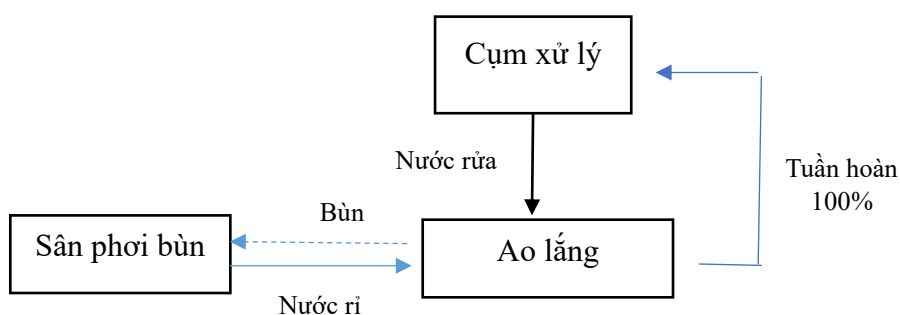 Cụm xử lý
Nước rửa
Tuần hoàn
100%
Bùn
Sân phơi bùn
Ao lắng
Nước rỉ